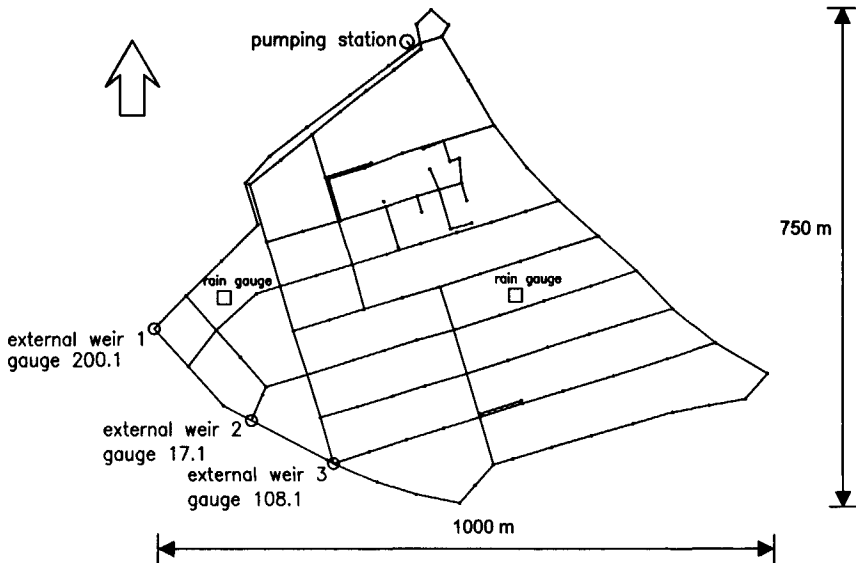 pumping station
750 m
rain gauge
rain gauge
external weir 1
gauge 200.1
external weir 2
gauge 17.1
external weir 3
gauge 108.1
1000 m